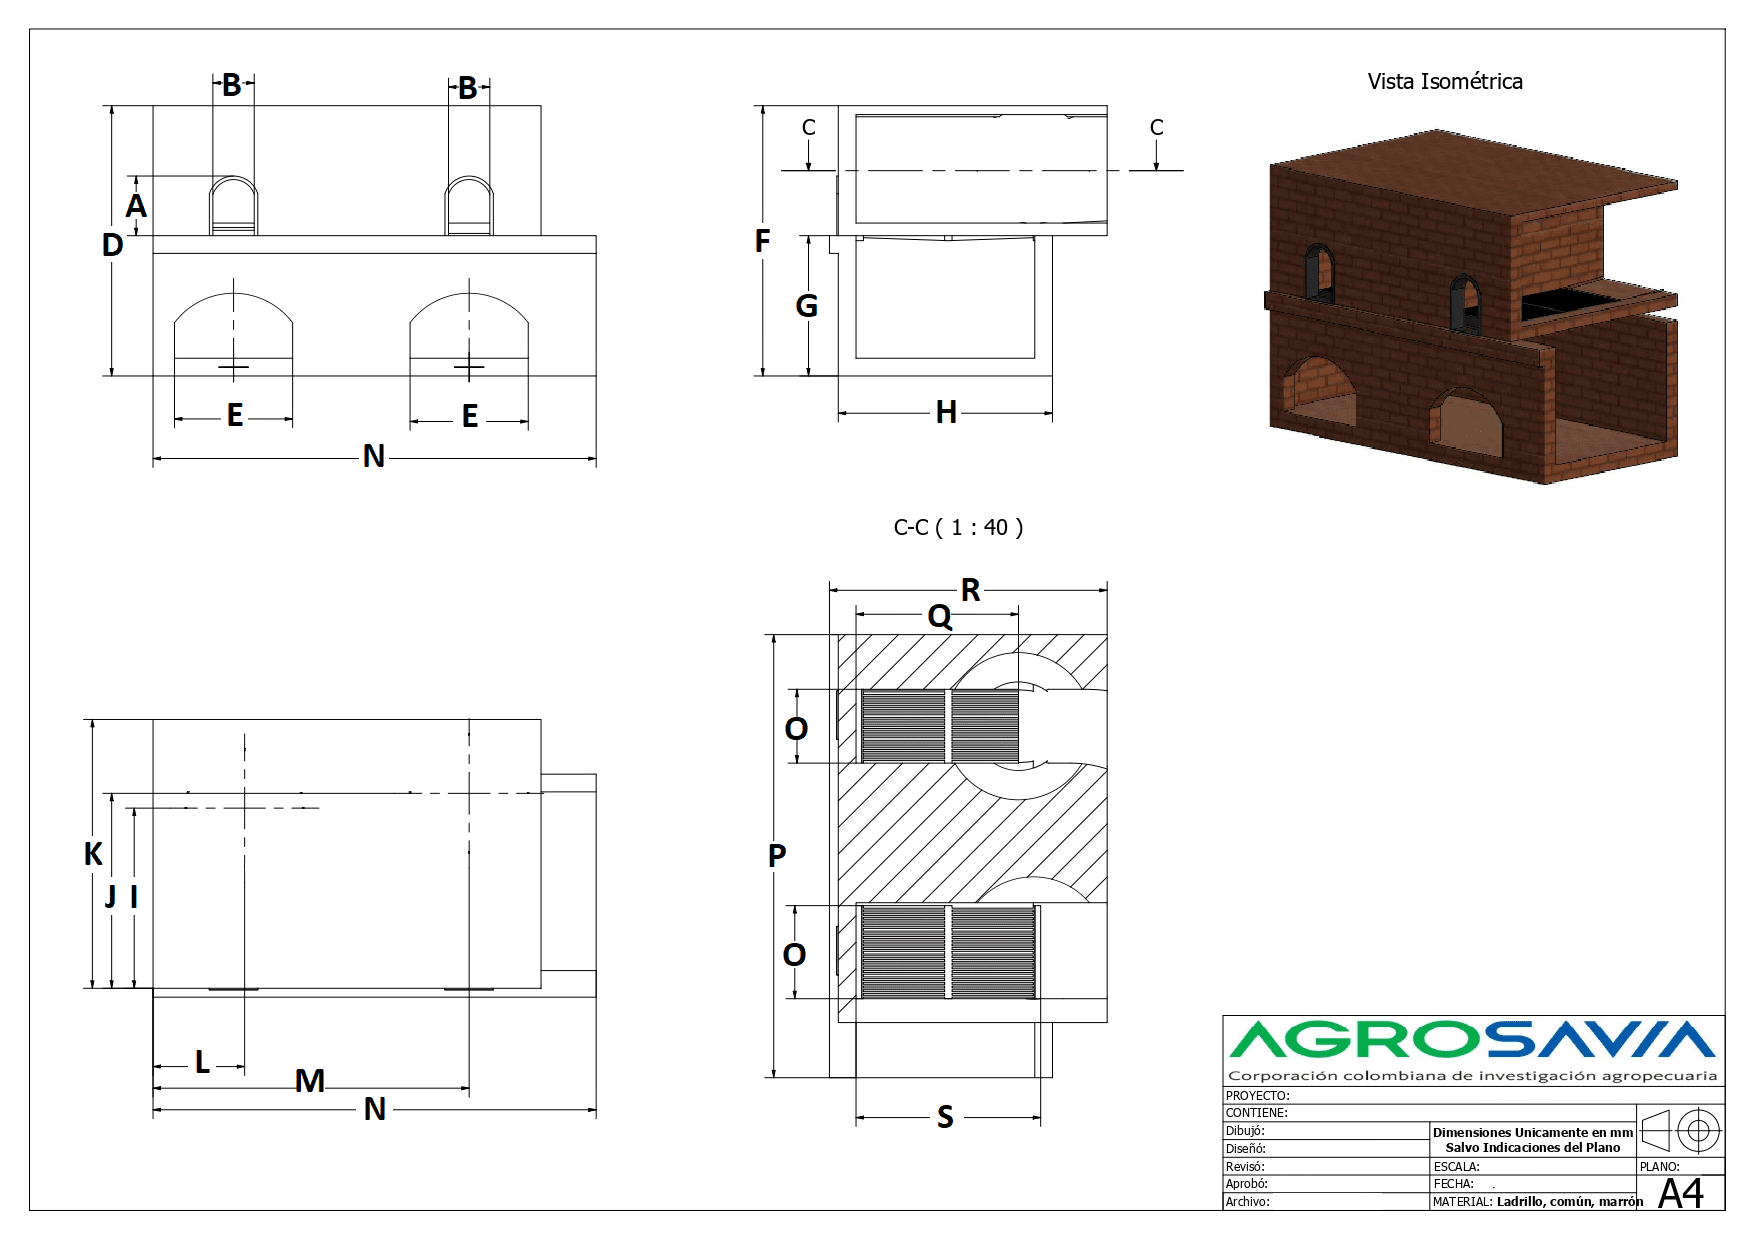 Vista Isométrica
B
B
C
C
A
D
F
G
E
E
H
N
C-C ( 1 : 40 )
R
Q
O
K
J
I
P
O
L
M
N
S
AGROSAVIA
Corporación colombiana de investigación agropecuaria
PROYECTO:
CONTIENE:
Dibujó:
Diseñó:
Dimensiones Unicamente en mm
Salvo Indicaciones del Plano
Revisó:
ESCALA:
PLANO:
Aprobó:
FECHA: .
A4
Archivo:
MATERIAL: Ladrillo, común, marrón